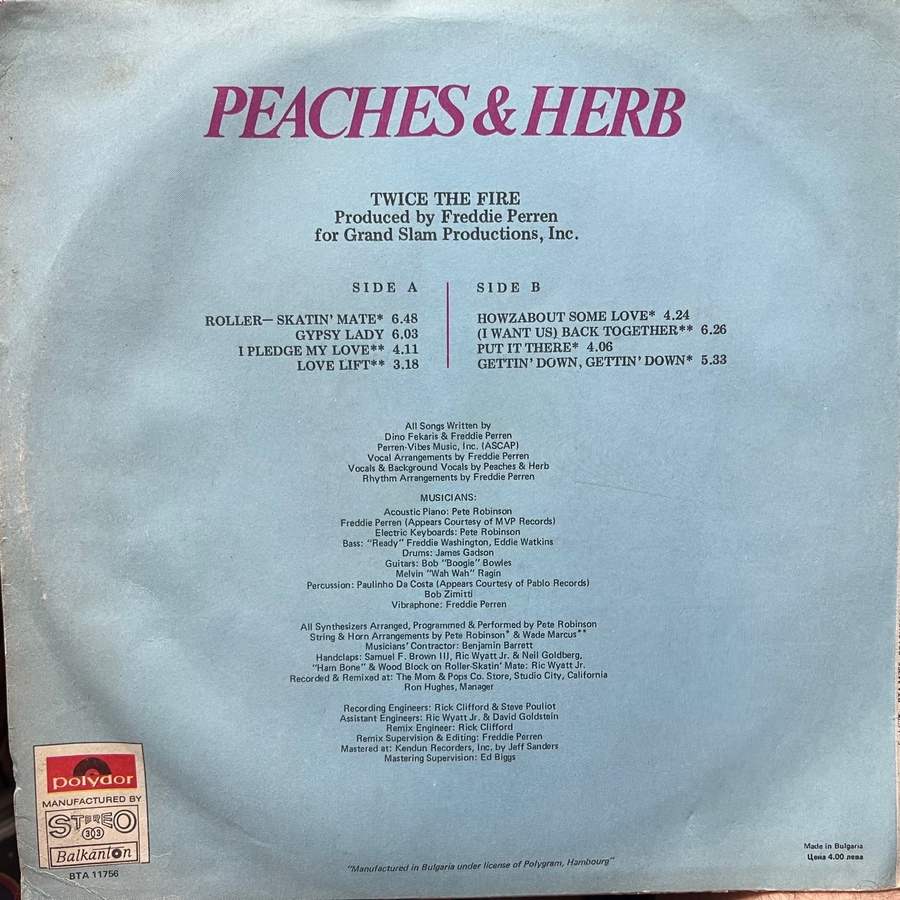 PEACHES & HERB
TWICE THE FIRE
Produced by Freddie Perren
for Grand Slam Productions, Inc.
SIDE A
ROLLER— SKATIN' MATE* 6.48
GYPSY LADY 6.03
I PLEDGE MY LOVE** 4.11
LOVE LIFT** 3.18
SIDE B
HOWZABOUT SOME LOVE* 4.24
(I WANT US) BACK TOGETHER** 6.26
PUT IT THERE* 4.06
GETTIN' DOWN, GETTIN' DOWN* 5.33
All Songs Written by
Dino Fekaris & Freddie Perren
Perren-Vibes Music, Inc. (ASCAP)
Vocal Arrangements by Freddie Perren
Vocals & Background Vocals by Peaches & Herb
Rhythm Arrangements by Freddie Perren
MUSICIANS:
Acoustic Piano: Pete Robinson
Freddie Perren (Appears Courtesy of MVP Records)
Electric Keyboards: Pete Robinson
Bass: "Ready" Freddie Washington, Eddie Watkins
Drums: James Gadson
Guitars: Bob "Boogie" Bowles
Melvin "Wah Wah" Ragin
Percussion: Paulinho Da Costa (Appears Courtesy of Pablo Records)
Bob Zimitti
Vibraphone: Freddie Perren
All Synthesizers Arranged, Programmed & Performed by Pete Robinson
String & Horn Arrangements by Pete Robinson* & Wade Marcus**
Musicians' Contractor: Benjamin Barrett
Handclaps: Samuel F. Brown III, Ric Wyatt Jr. & Neil Goldberg,
"Ham Bone" & Wood Block on Roller-Skatin' Mate: Ric Wyatt Jr.
Recorded & Remixed at: The Mom & Pops Co. Store, Studio City, California
Ron Hughes, Manager
Recording Engineers: Rick Clifford & Steve Pouliot
Assistant Engineers: Ric Wyatt Jr. & David Goldstein
Remix Engineer: Rick Clifford
Remix Supervision & Editing: Freddie Perren
Mastered at: Kendun Recorders, Inc. by Jeff Sanders
Mastering Supervision: Ed Biggs
polydor
MANUFACTURED BY
STEREO
303
Balkanton
BTA 11756
"Manufactured in Bulgaria under license of Polygram, Hambourg"
Made in Bulgaria
Цена 4.00 лева